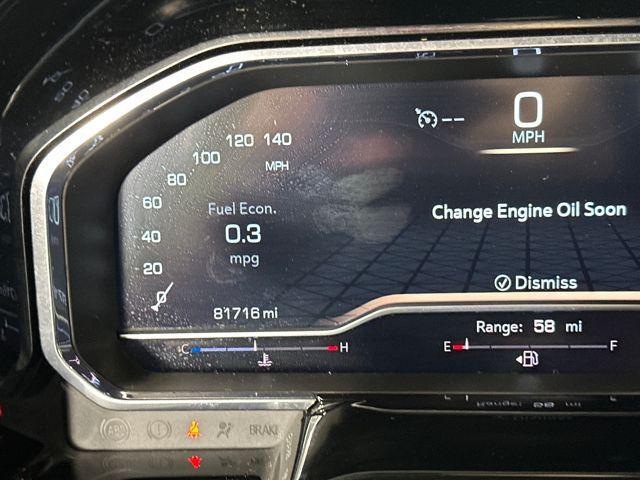 0
MPH
120 140
100
MPH
80
60
Fuel Econ.
Change Engine Oil Soon
40
0.3
mpg
20
0
Dismiss
81716 mi
Range: 58 mi
C H
E F
ABS
BRAKE